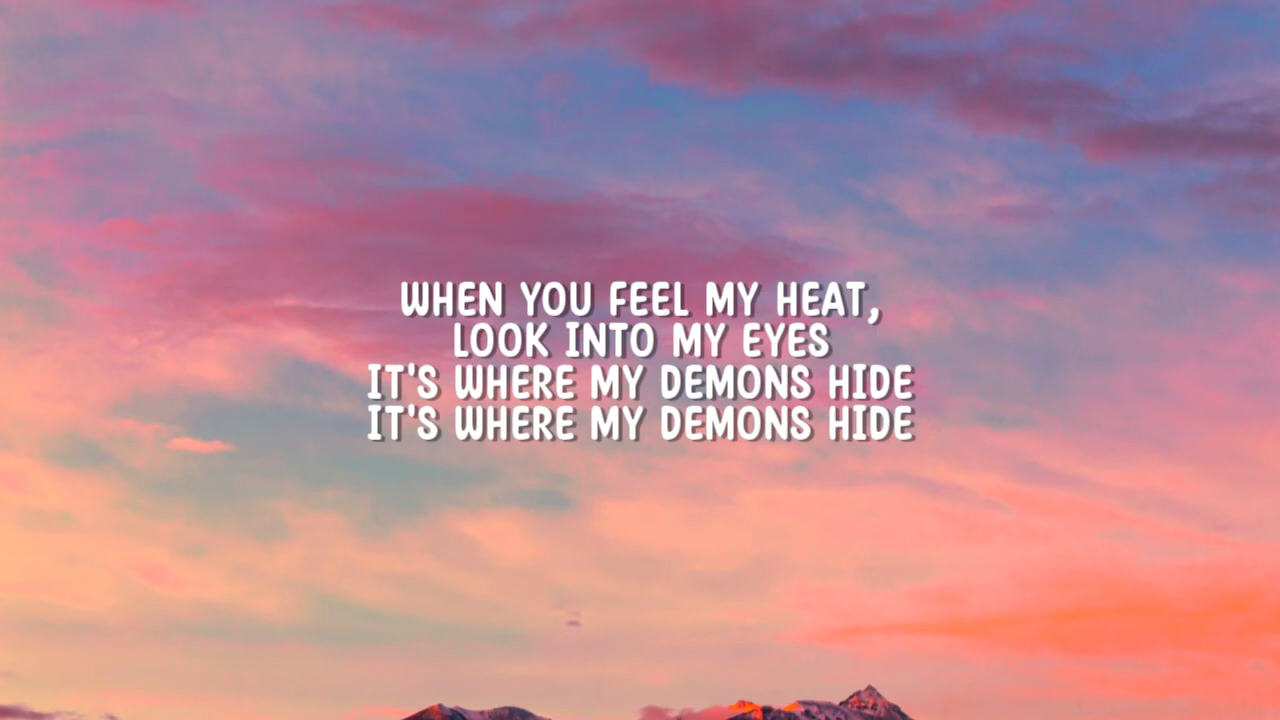 WHEN YOU FEEL MY HEAT,
LOOK INTO MY EYES
IT'S WHERE MY DEMONS HIDE
IT'S WHERE MY DEMONS HIDE